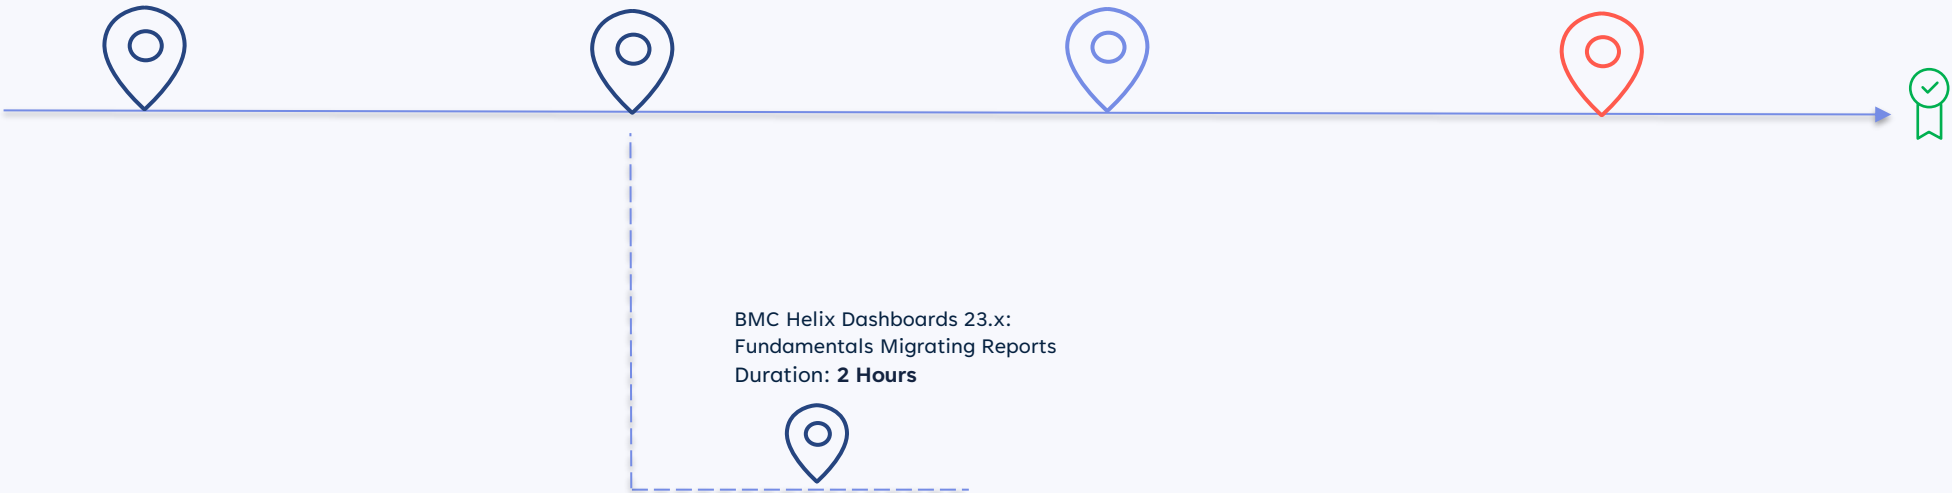 BMC Helix Dashboards 23.x:
Fundamentals Migrating Reports
Duration: 2 Hours